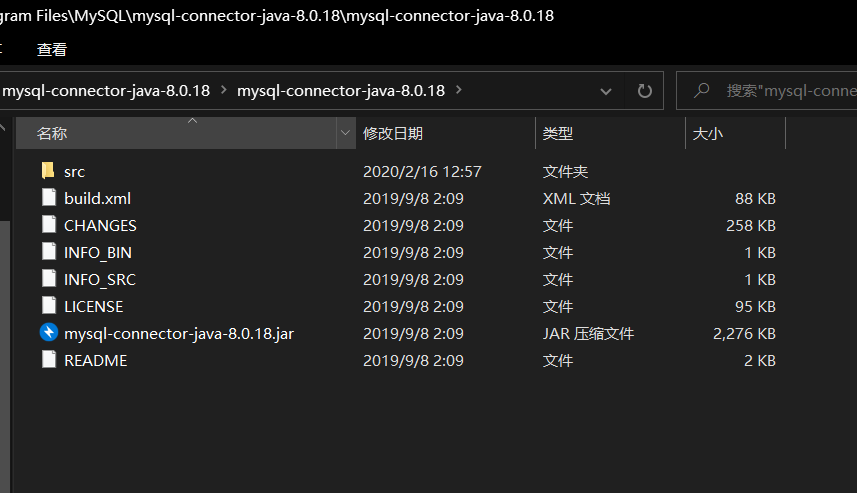 gram Files\MySQL\mysql-connector-java-8.0.18\mysql-connector-java-8.0.18
查看
mysql-connector-java-8.0.18 > mysql-connector-java-8.0.18 > 搜索"mysql-conne
名称 修改日期 类型 大小
src 2020/2/16 12:57 文件夹
build.xml 2019/9/8 2:09 XML 文档 88 KB
CHANGES 2019/9/8 2:09 文件 258 KB
INFO_BIN 2019/9/8 2:09 文件 1 KB
INFO_SRC 2019/9/8 2:09 文件 1 KB
LICENSE 2019/9/8 2:09 文件 95 KB
mysql-connector-java-8.0.18.jar 2019/9/8 2:09 JAR 压缩文件 2,276 KB
README 2019/9/8 2:09 文件 2 KB